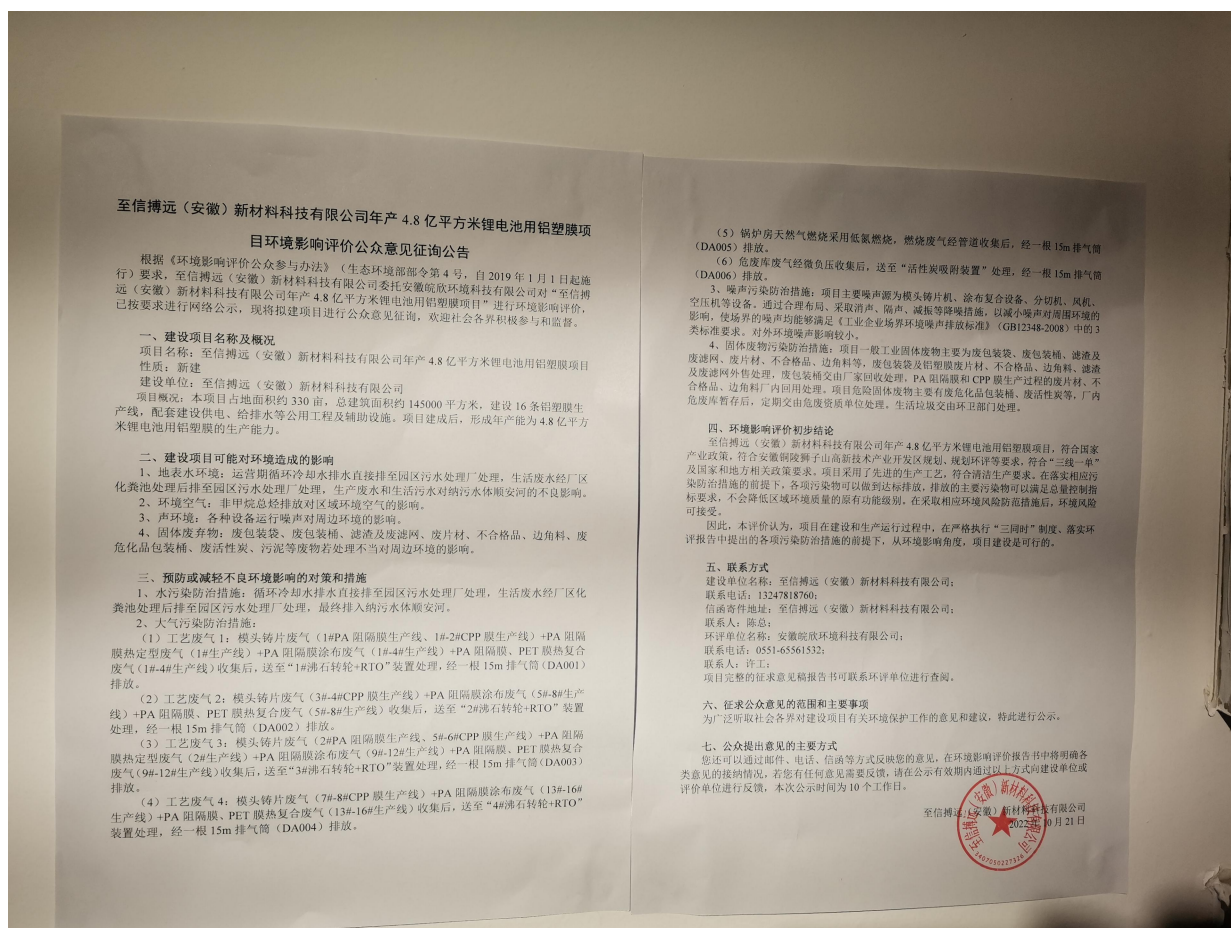 至信搏远（安徽）新材料科技有限公司年产 4.8 亿平方米锂电池用铝塑膜项
目环境影响评价公众意见征询公告
根据《环境影响评价公众参与办法》（生态环境部部令第 4 号，自 2019 年 1 月 1 日起施
行）要求，至信搏远（安徽）新材料科技有限公司委托安徽皖欣环境科技有限公司对“至信搏
远（安徽）新材料科技有限公司年产 4.8 亿平方米锂电池用铝塑膜项目”进行环境影响评价，
已按要求进行网络公示，现将拟建项目进行公众意见征询，欢迎社会各界积极参与和监督。
一、建设项目名称及概况
项目名称：至信搏远（安徽）新材料科技有限公司年产 4.8 亿平方米锂电池用铝塑膜项目
性质：新建
建设单位：至信搏远（安徽）新材料科技有限公司
项目概况：本项目占地面积约 330 亩，总建筑面积约 145000 平方米，建设 16 条铝塑膜生
产线，配套建设供电、给排水等公用工程及辅助设施。项目建成后，形成年产能为 4.8 亿平方
米锂电池用铝塑膜的生产能力。
二、建设项目可能对环境造成的影响
1、地表水环境：运营期循环冷却水排水直接排至园区污水处理厂处理，生活废水经厂区
化粪池处理后排至园区污水处理厂处理，生产废水和生活污水对纳污水体顺安河的不良影响。
2、环境空气：非甲烷总烃排放对区域环境空气的影响。
3、声环境：各种设备运行噪声对周边环境的影响。
4、固体废弃物：废包装袋、废包装桶、滤渣及废滤网、废片材、不合格品、边角料、废
危化品包装桶、废活性炭、污泥等废物若处理不当对周边环境的影响。
三、预防或减轻不良环境影响的对策和措施
1、水污染防治措施：循环冷却水排水直接排至园区污水处理厂处理，生活废水经厂区化
粪池处理后排至园区污水处理厂处理，最终排入纳污水体顺安河。
2、大气污染防治措施：
（1）工艺废气 1：模头铸片废气（1#PA 阻隔膜生产线、1#-2#CPP 膜生产线）+PA 阻隔
膜热定型废气（1#生产线）+PA 阻隔膜涂布废气（1#-4#生产线）+PA 阻隔膜、PET 膜热复合
废气（1#-4#生产线）收集后，送至“1#沸石转轮+RTO”装置处理，经一根 15m 排气筒（DA001）
排放。
（2）工艺废气 2：模头铸片废气（3#-4#CPP 膜生产线）+PA 阻隔膜涂布废气（5#-8#生产
线）+PA 阻隔膜、PET 膜热复合废气（5#-8#生产线）收集后，送至“2#沸石转轮+RTO”装置
处理，经一根 15m 排气筒（DA002）排放。
（3）工艺废气 3：模头铸片废气（2#PA 阻隔膜生产线、5#-6#CPP 膜生产线）+PA 阻隔
膜热定型废气（2#生产线）+PA 阻隔膜涂布废气（9#-12#生产线）+PA 阻隔膜、PET 膜热复合
废气（9#-12#生产线）收集后，送至“3#沸石转轮+RTO”装置处理，经一根 15m 排气筒（DA003）
排放。
（4）工艺废气 4：模头铸片废气（7#-8#CPP 膜生产线）+PA 阻隔膜涂布废气（13#-16#
生产线）+PA 阻隔膜、PET 膜热复合废气（13#-16#生产线）收集后，送至“4#沸石转轮+RTO”
装置处理，经一根 15m 排气筒（DA004）排放。
（5）锅炉房天然气燃烧采用低氮燃烧，燃烧废气经管道收集后，经一根 15m 排气筒
（DA005）排放。
（6）危废库废气经微负压收集后，送至“活性炭吸附装置”处理，经一根 15m 排气筒
（DA006）排放。
3、噪声污染防治措施：项目主要噪声源为模头铸片机、涂布复合设备、分切机、风机、
空压机等设备。通过合理布局、采取消声、隔声、减振等降噪措施，以减小噪声对周围环境的
影响，使场界的噪声均能够满足《工业企业场界环境噪声排放标准》（GB12348-2008）中的 3
类标准要求。对外环境噪声影响较小。
4、固体废物污染防治措施：项目一般工业固体废物主要为废包装袋、废包装桶、滤渣及
废滤网、废片材、不合格品、边角料等，废包装袋及铝塑膜废片材、不合格品、边角料、滤渣
及废滤网外售处理，废包装桶交由厂家回收处理，PA 阻隔膜和 CPP 膜生产过程的废片材、不
合格品、边角料厂内回用处理。项目危险固体废物主要有废危化品包装桶、废活性炭等，厂内
危废库暂存后，定期交由危废资质单位处理。生活垃圾交由环卫部门处理。
四、环境影响评价初步结论
至信搏远（安徽）新材料科技有限公司年产 4.8 亿平方米锂电池用铝塑膜项目，符合国家
产业政策，符合安徽铜陵狮子山高新技术产业开发区规划、规划环评等要求，符合“三线一单”
及国家和地方相关政策要求。项目采用了先进的生产工艺，符合清洁生产要求。在落实相应污
染防治措施的前提下，各项污染物可以做到达标排放，排放的主要污染物可以满足总量控制指
标要求，不会降低区域环境质量的原有功能级别。在采取相应环境风险防范措施后，环境风险
可接受。
因此，本评价认为，项目在建设和生产运行过程中，在严格执行“三同时”制度、落实环
评报告中提出的各项污染防治措施的前提下，从环境影响角度，项目建设是可行的。
五、联系方式
建设单位名称：至信搏远（安徽）新材料科技有限公司；
联系电话：13247818760；
信函寄件地址：至信搏远（安徽）新材料科技有限公司；
联系人：陈总；
环评单位名称：安徽皖欣环境科技有限公司；
联系电话：0551-65561532；
联系人：许工；
项目完整的征求意见稿报告书可联系环评单位进行查阅。
六、征求公众意见的范围和主要事项
为广泛听取社会各界对建设项目有关环境保护工作的意见和建议，特此进行公示。
七、公众提出意见的主要方式
您还可以通过邮件、电话、信函等方式反映您的意见，在环境影响评价报告书中将明确各
类意见的接纳情况，若您有任何意见需要反馈，请在公示有效期内通过以上方式向建设单位或
评价单位进行反馈，本次公示时间为 10 个工作日。
至信搏远（安徽）新材料科技有限公司
2022年10月21日
至信搏远（安徽）新材料科技有限公司
3407050227328